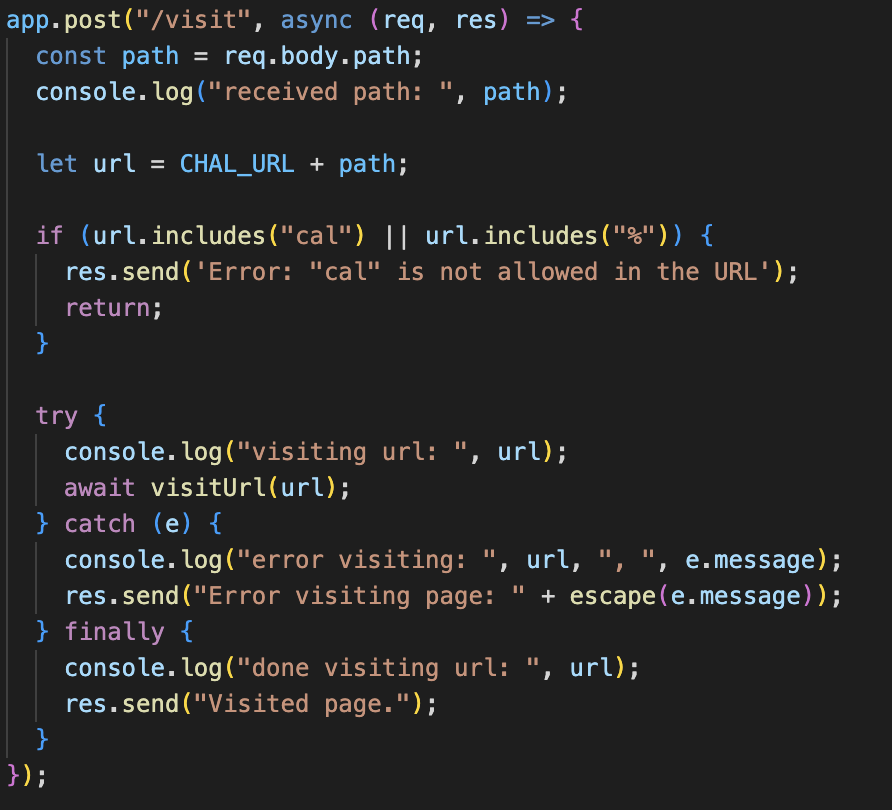 app.post("/visit", async (req, res) => {
  const path = req.body.path;
  console.log("received path: ", path);

  let url = CHAL_URL + path;

  if (url.includes("cal") || url.includes("%")) {
    res.send('Error: "cal" is not allowed in the URL');
    return;
  }

  try {
    console.log("visiting url: ", url);
    await visitUrl(url);
  } catch (e) {
    console.log("error visiting: ", url, ", ", e.message);
    res.send("Error visiting page: " + escape(e.message));
  } finally {
    console.log("done visiting url: ", url);
    res.send("Visited page.");
  }
});